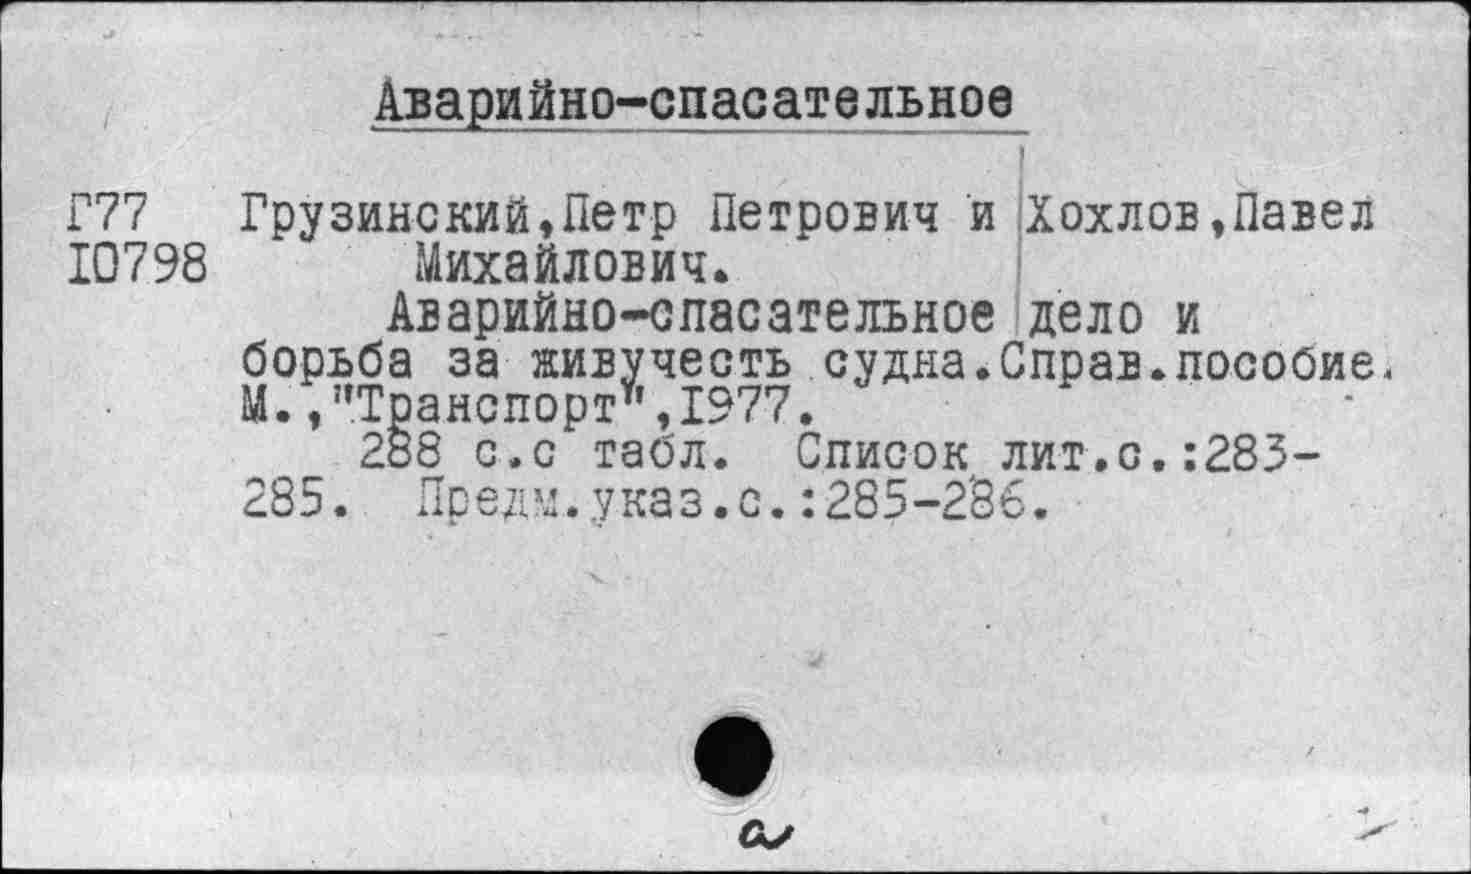 Аварийно-спасательное
Г77 Грузинский,Петр Петрович и Хохлов,Павел
I0798 Михайлович.
Аварийно-спасательное дело и
борьба за живучесть судна.Справ.пособие.
М.,"Транспорт",I977.
288 с.с табл. Список лит.с.:283-
285. Предм.указ.с.:285-286.